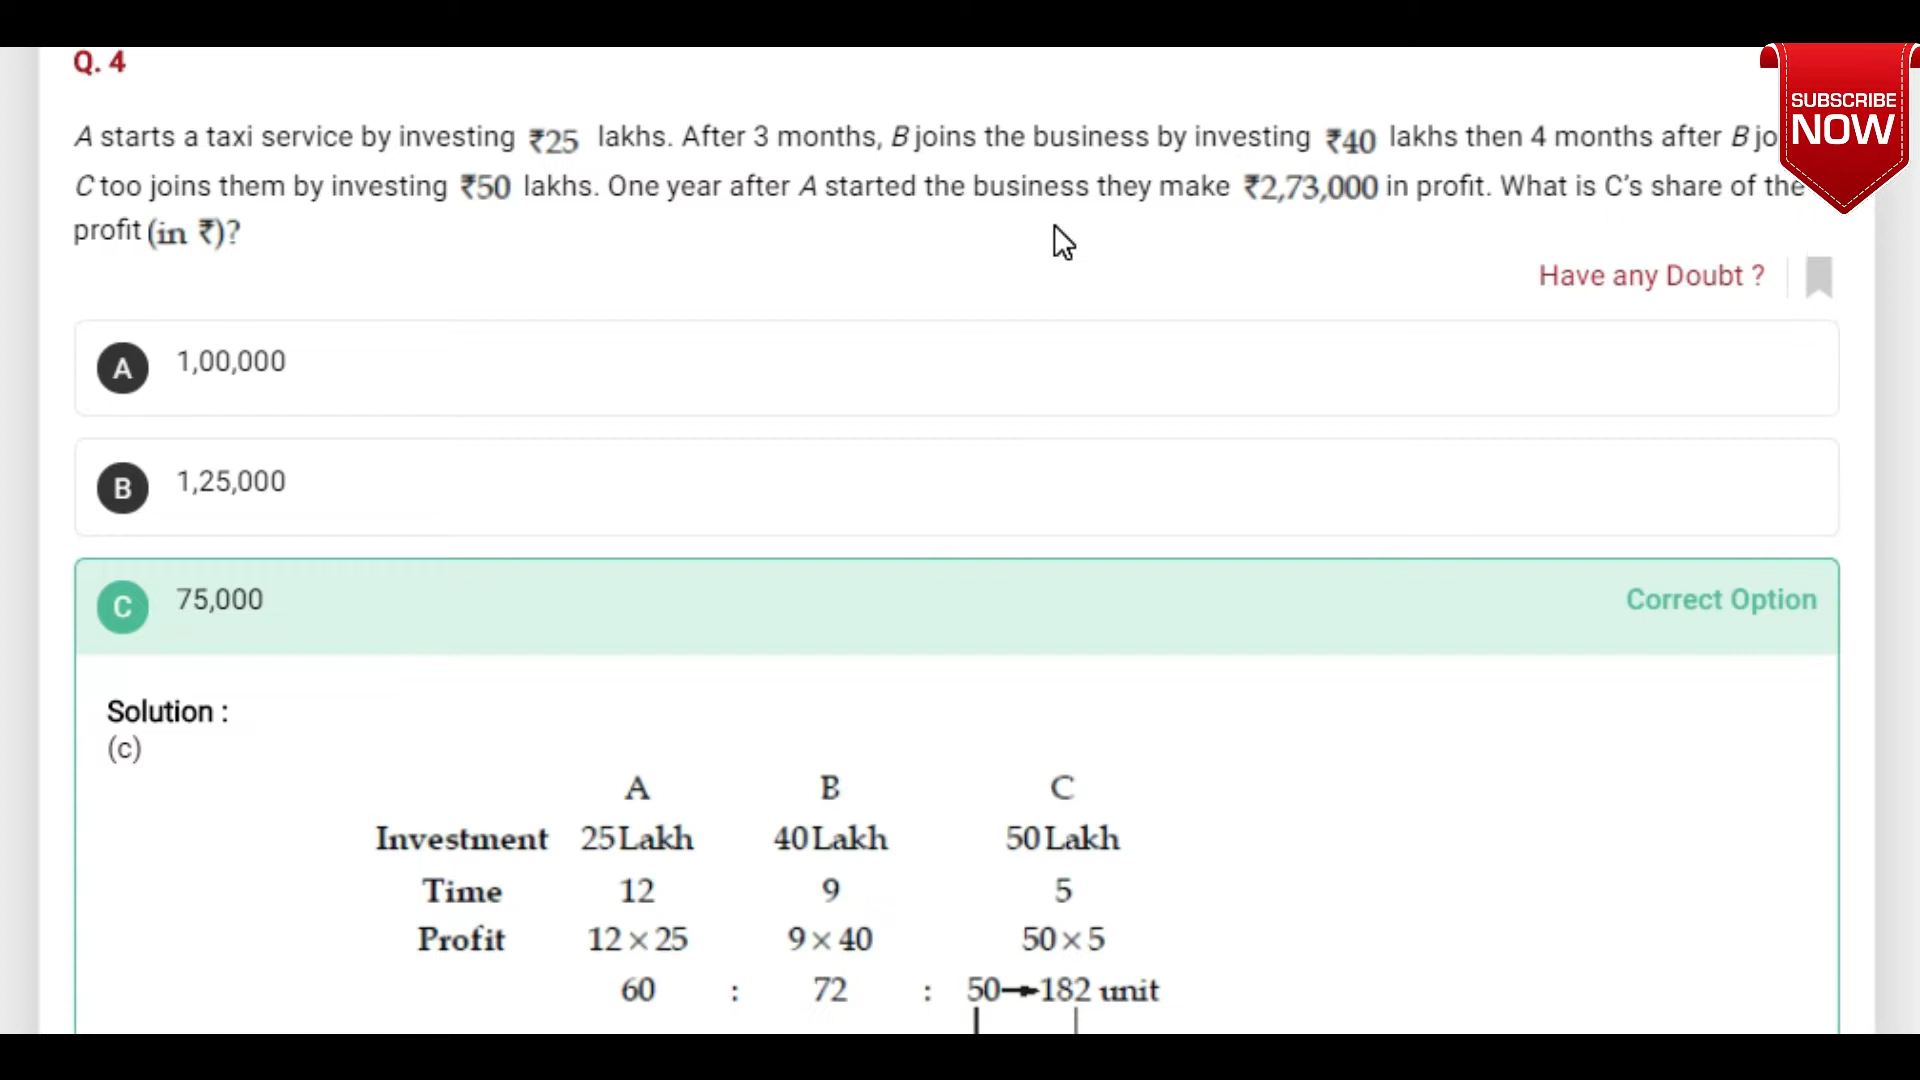 Q. 4
SUBSCRIBE
NOW
A starts a taxi service by investing ₹25 lakhs. After 3 months, B joins the business by investing ₹40 lakhs then 4 months after B jo
C too joins them by investing ₹50 lakhs. One year after A started the business they make ₹2,73,000 in profit. What is C's share of the
profit (in ₹)?
Have any Doubt ?
A 1,00,000
B 1,25,000
C 75,000 Correct Option
Solution :
(c)
A B C
Investment 25 Lakh 40 Lakh 50 Lakh
Time 12 9 5
Profit 12 × 25 9 × 40 50 × 5
60 : 72 : 50→182 unit